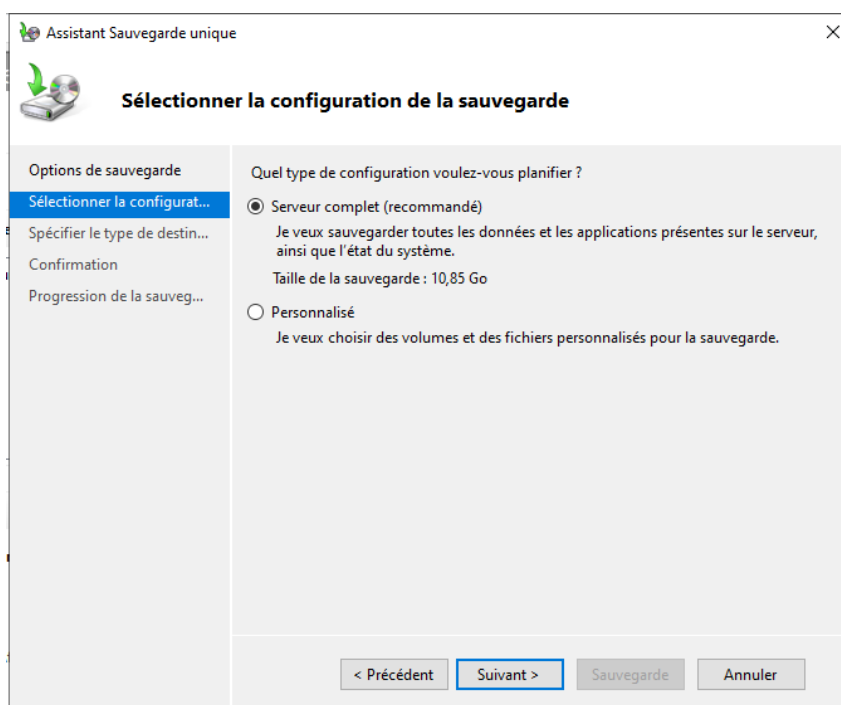 Assistant Sauvegarde unique
Sélectionner la configuration de la sauvegarde
Options de sauvegarde
Sélectionner la configurat...
Spécifier le type de destin...
Confirmation
Progression de la sauveg...
Quel type de configuration voulez-vous planifier ?
Serveur complet (recommandé)
Je veux sauvegarder toutes les données et les applications présentes sur le serveur,
ainsi que l'état du système.
Taille de la sauvegarde : 10,85 Go
Personnalisé
Je veux choisir des volumes et des fichiers personnalisés pour la sauvegarde.
< Précédent
Suivant >
Sauvegarde
Annuler